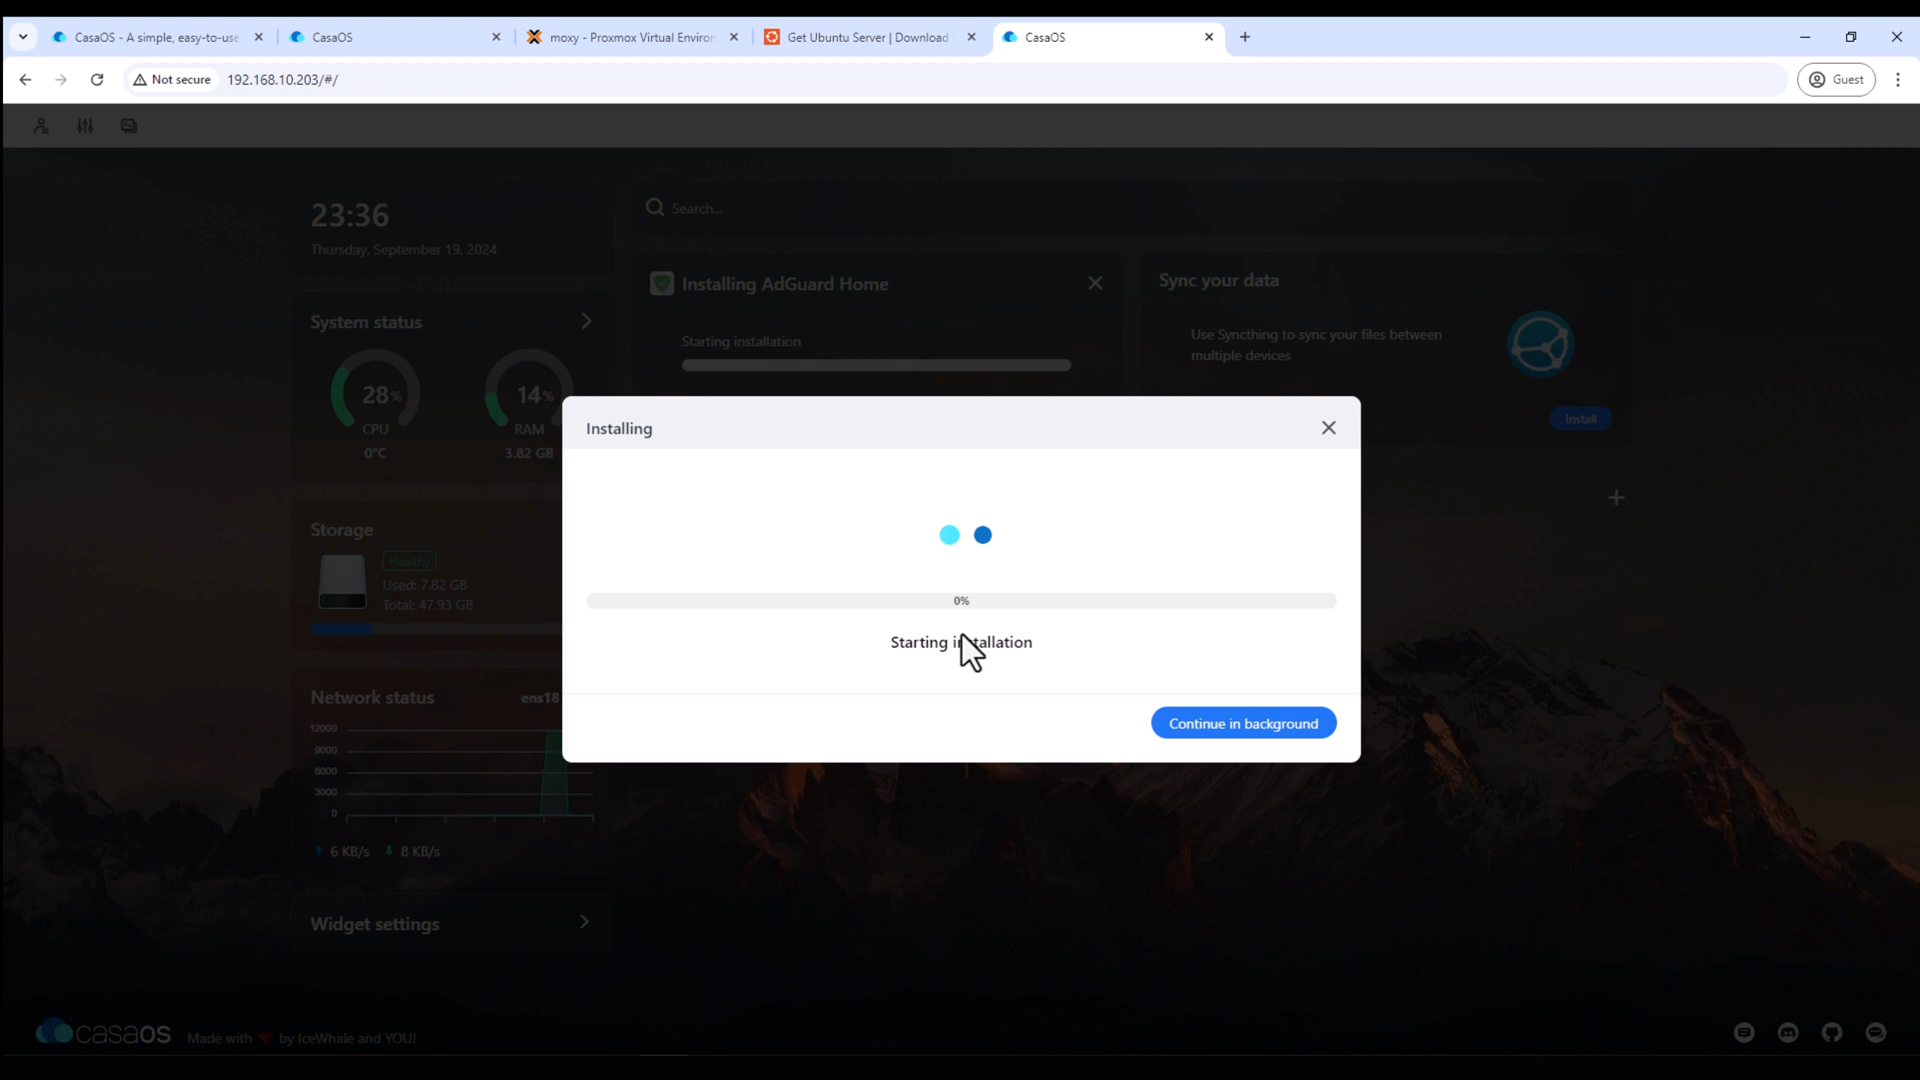 CasaOS - A simple, easy-to-use
CasaOS
moxy - Proxmox Virtual Environ
Get Ubuntu Server | Download
CasaOS
Not secure
192.168.10.203/#/
Guest
23:36
Thursday, September 19, 2024
Search...
System status
28%
CPU
0°C
14%
RAM
3.82 GB
Installing AdGuard Home
Starting installation
Sync your data
Use Syncthing to sync your files between
multiple devices
Install
Installing
0%
Starting installation
Continue in background
Storage
Healthy
Used: 7.82 GB
Total: 47.93 GB
Network status
ens18
12000
9000
6000
3000
0
6 KB/s
8 KB/s
Widget settings
casaOS
Made with ❤ by IceWhale and YOU!